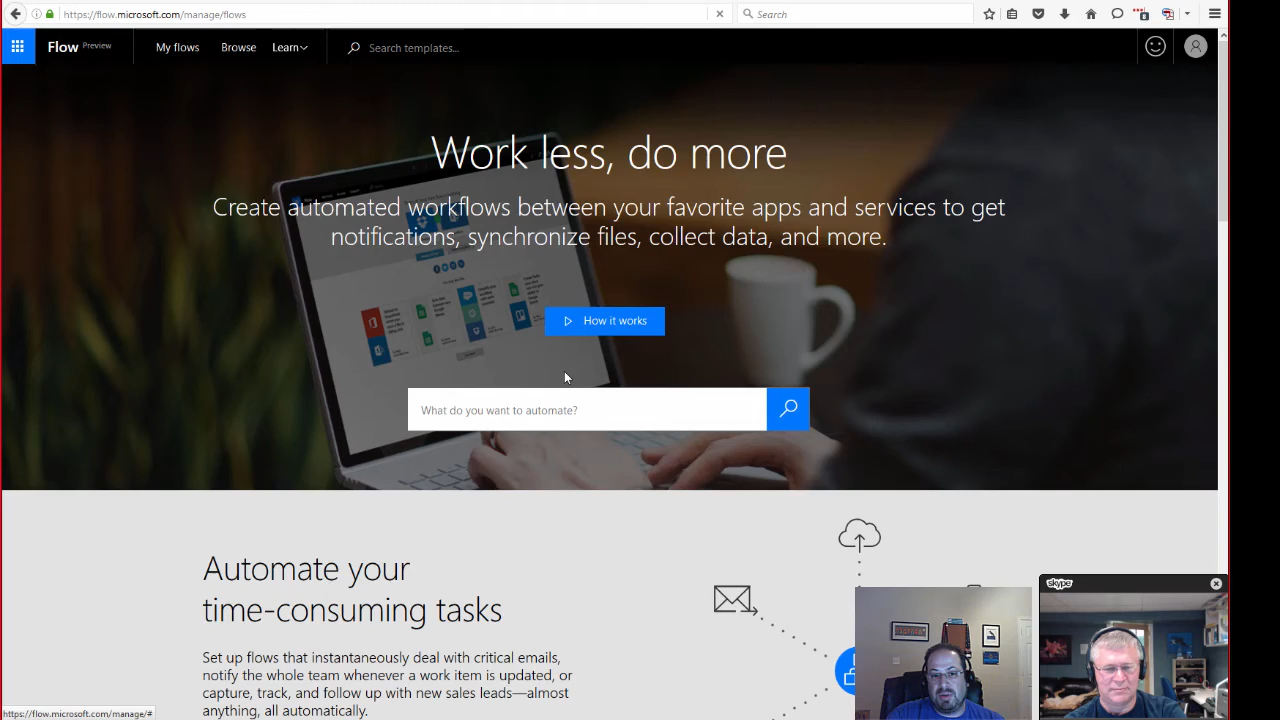 https://flow.microsoft.com/manage/flows
Search
Flow Preview
My flows
Browse
Learn
Search templates...
Work less, do more
Create automated workflows between your favorite apps and services to get
notifications, synchronize files, collect data, and more.
How it works
What do you want to automate?
Automate your
time-consuming tasks
Set up flows that instantaneously deal with critical emails,
notify the whole team whenever a work item is updated, or
capture, track, and follow up with new sales leads—almost
anything, all automatically.
skype
https://flow.microsoft.com/manage/#